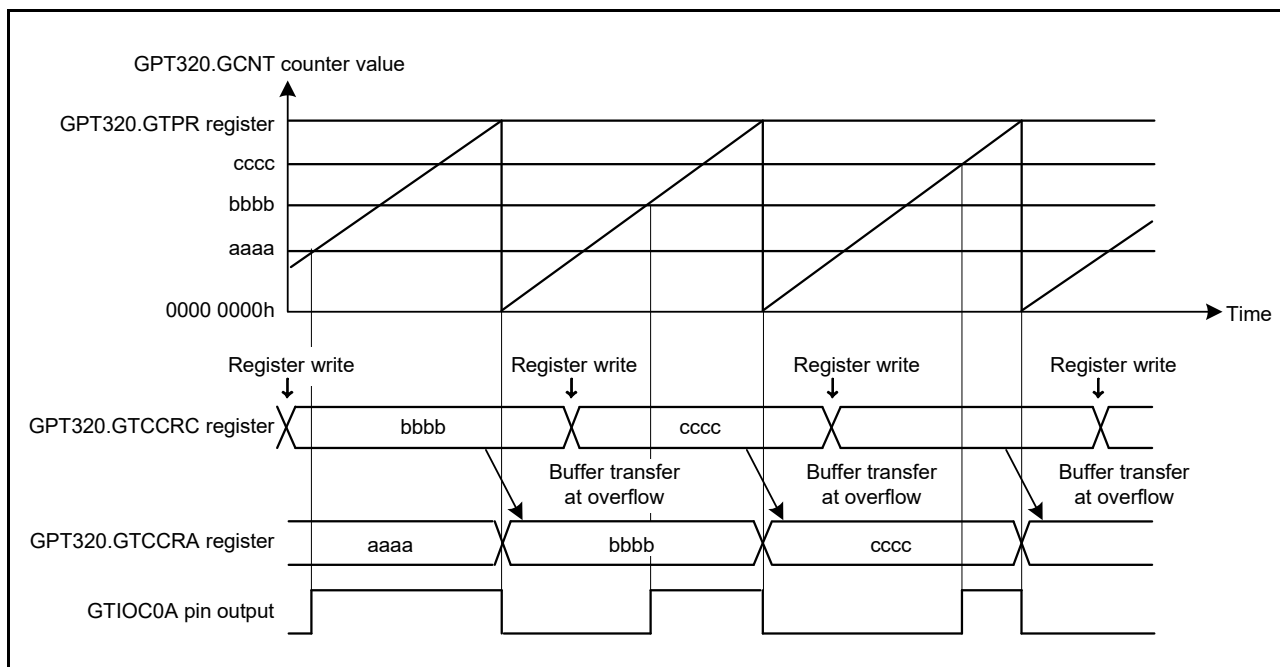 GPT320.GCNT counter value
GPT320.GTPR register
cccc
bbbb
aaaa
0000 0000h
Time
Register write
Register write
Register write
Register write
GPT320.GTCCRC register
bbbb
cccc
Buffer transfer
at overflow
Buffer transfer
at overflow
Buffer transfer
at overflow
GPT320.GTCCRA register
aaaa
bbbb
cccc
GTIOC0A pin output